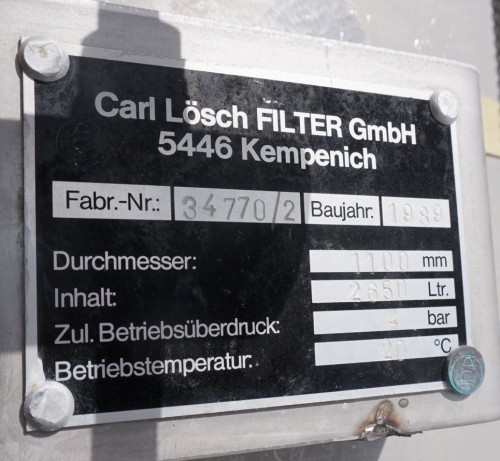 Carl Lösch FILTER GmbH
5446 Kempenich
Fabr.-Nr.: 34770/2 Baujahr: 1989
Durchmesser: 1100 mm
Inhalt: 2650 Ltr.
Zul. Betriebsüberdruck: 4 bar
Betriebstemperatur: 20 °C